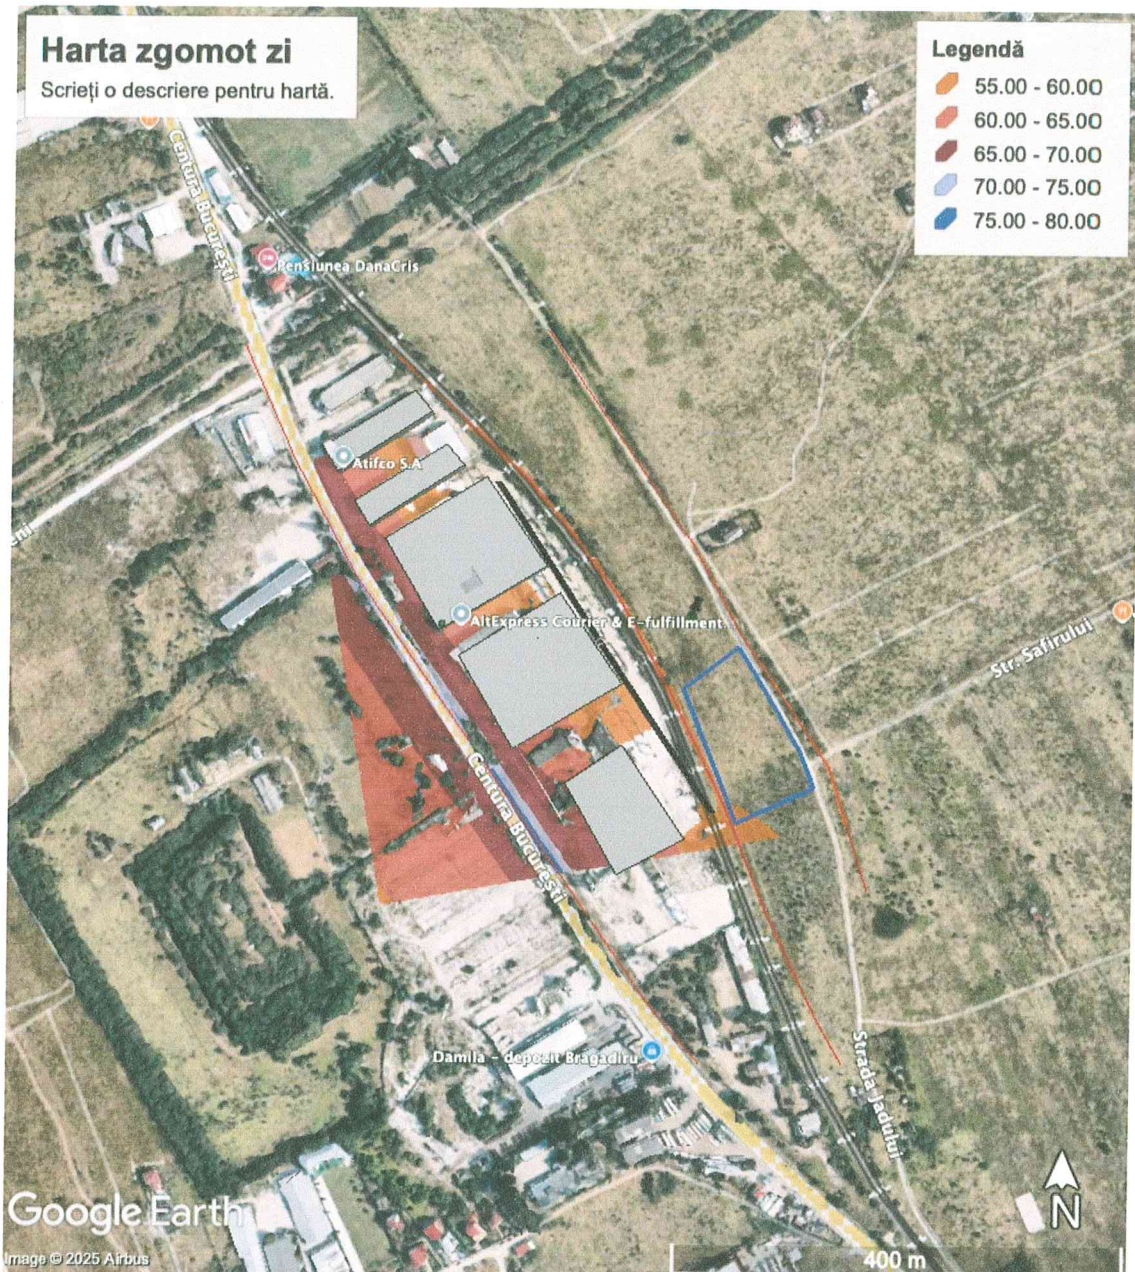 Harta zgomot zi
Scrieți o descriere pentru hartă.
Legendă
55.00 - 60.00
60.00 - 65.00
65.00 - 70.00
70.00 - 75.00
75.00 - 80.00
Centura București
Pensiunea DanaCris
Atifco S.A
eni
AltExpress Courier & E-fulfillment...
Str. Safirului
Centura București
Damila - depozit Bragadiru
Strada Jadului
N
Google Earth
Image © 2025 Airbus
400 m